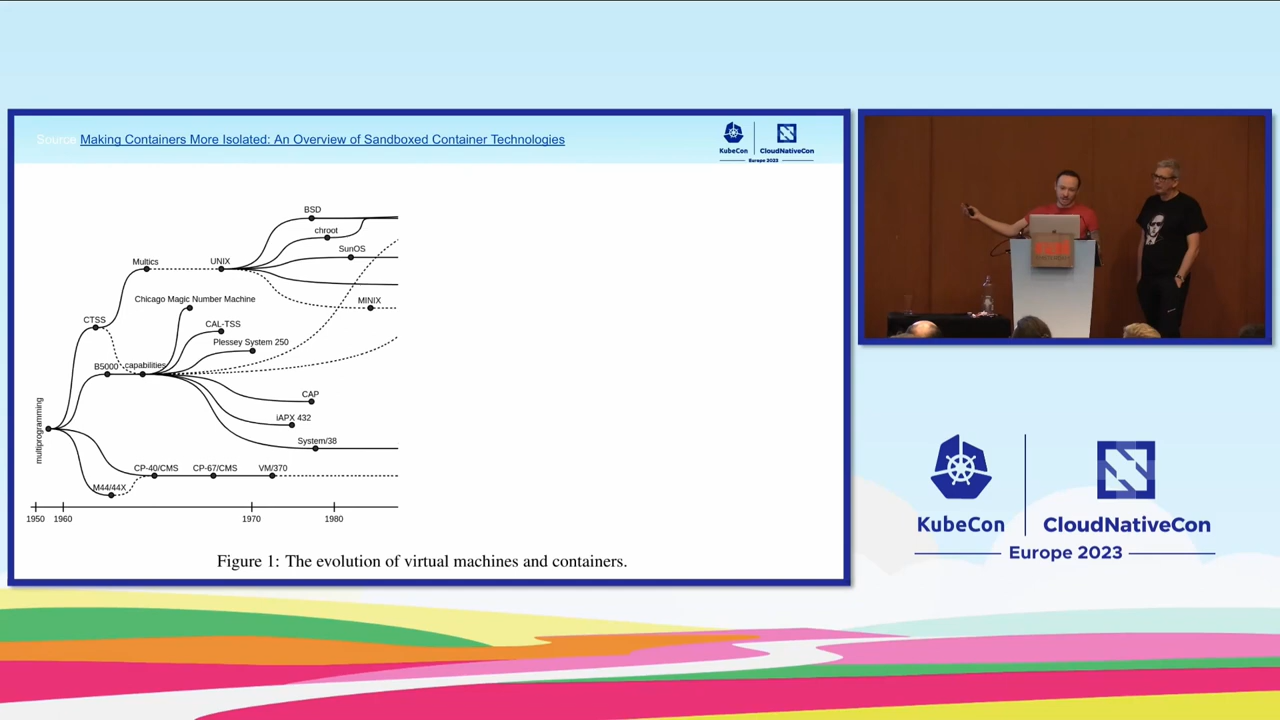 Source: Making Containers More Isolated: An Overview of Sandboxed Container Technologies
KubeCon
CloudNativeCon
Europe 2023
BSD
chroot
SunOS
Multics
UNIX
Chicago Magic Number Machine
MINIX
CTSS
CAL-TSS
Plessey System 250
B5000
capabilities
CAP
iAPX 432
multiprogramming
System/38
CP-40/CMS
CP-67/CMS
VM/370
M44/44X
1950
1960
1970
1980
Figure 1: The evolution of virtual machines and containers.
KubeCon
CloudNativeCon
Europe 2023